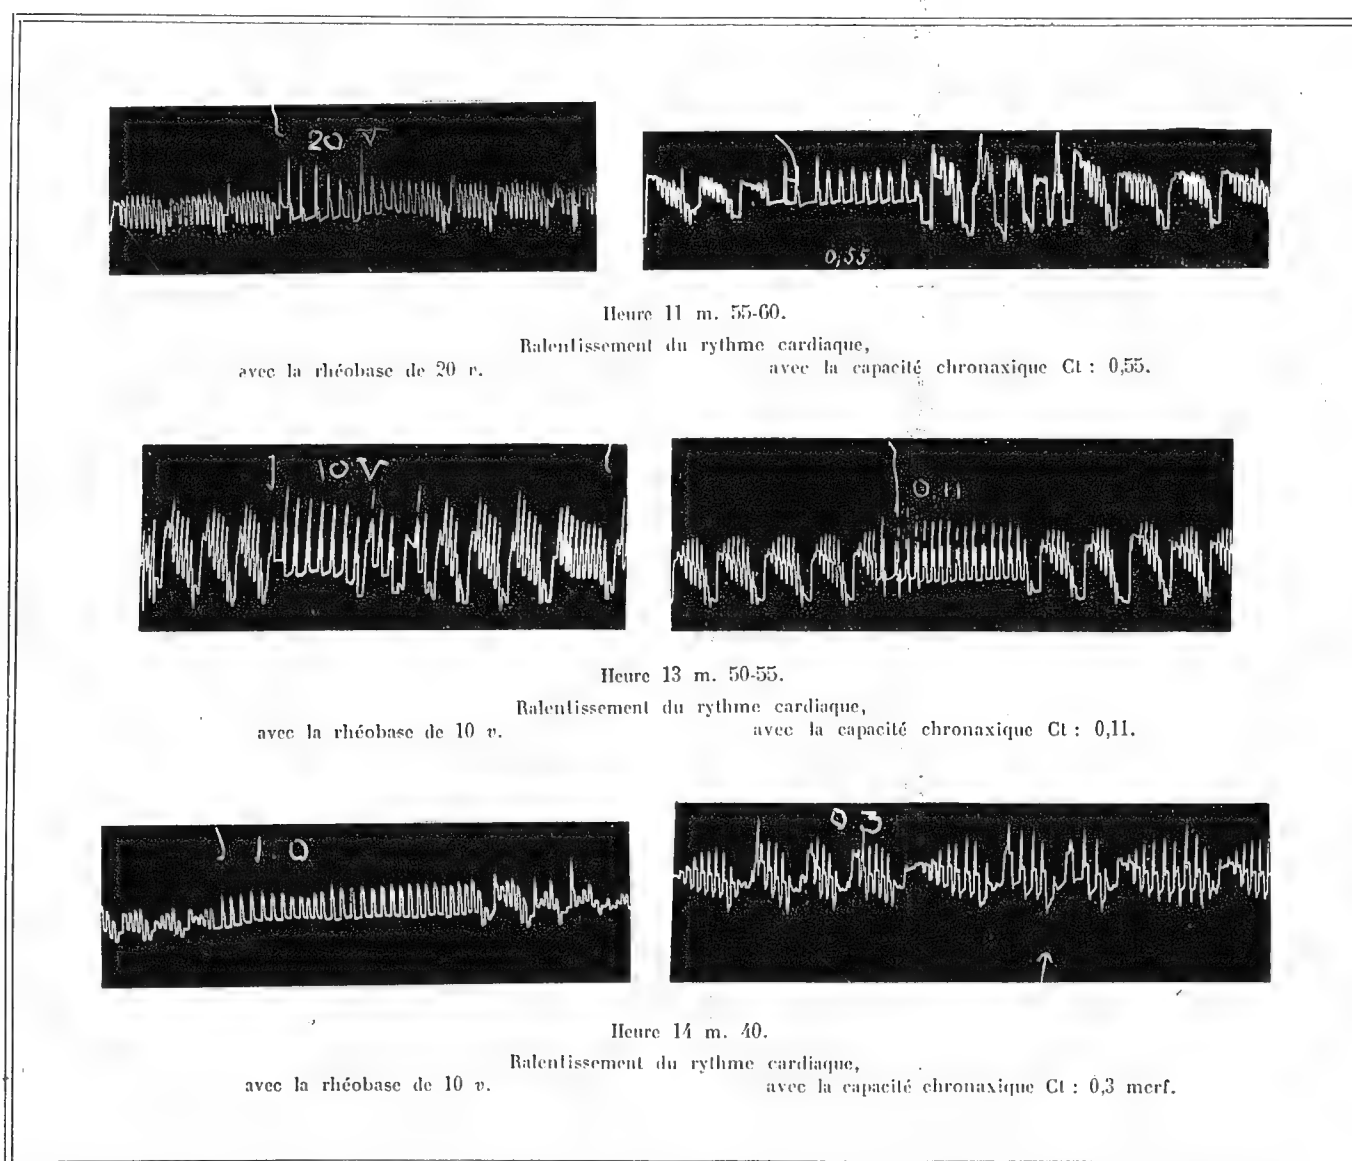 20 V
0,55
Heure 11 m. 55-60.
Ralentissement du rythme cardiaque,
avec la rhéobase de 20 v.
avec la capacité chronaxique Ct : 0,55.
10 V
0 11
Heure 13 m. 50-55.
Ralentissement du rythme cardiaque,
avec la rhéobase de 10 v.
avec la capacité chronaxique Ct : 0,11.
1 0
0 3
Heure 14 m. 40.
Ralentissement du rythme cardiaque,
avec la rhéobase de 10 v.
avec la capacité chronaxique Ct : 0,3 mcrf.